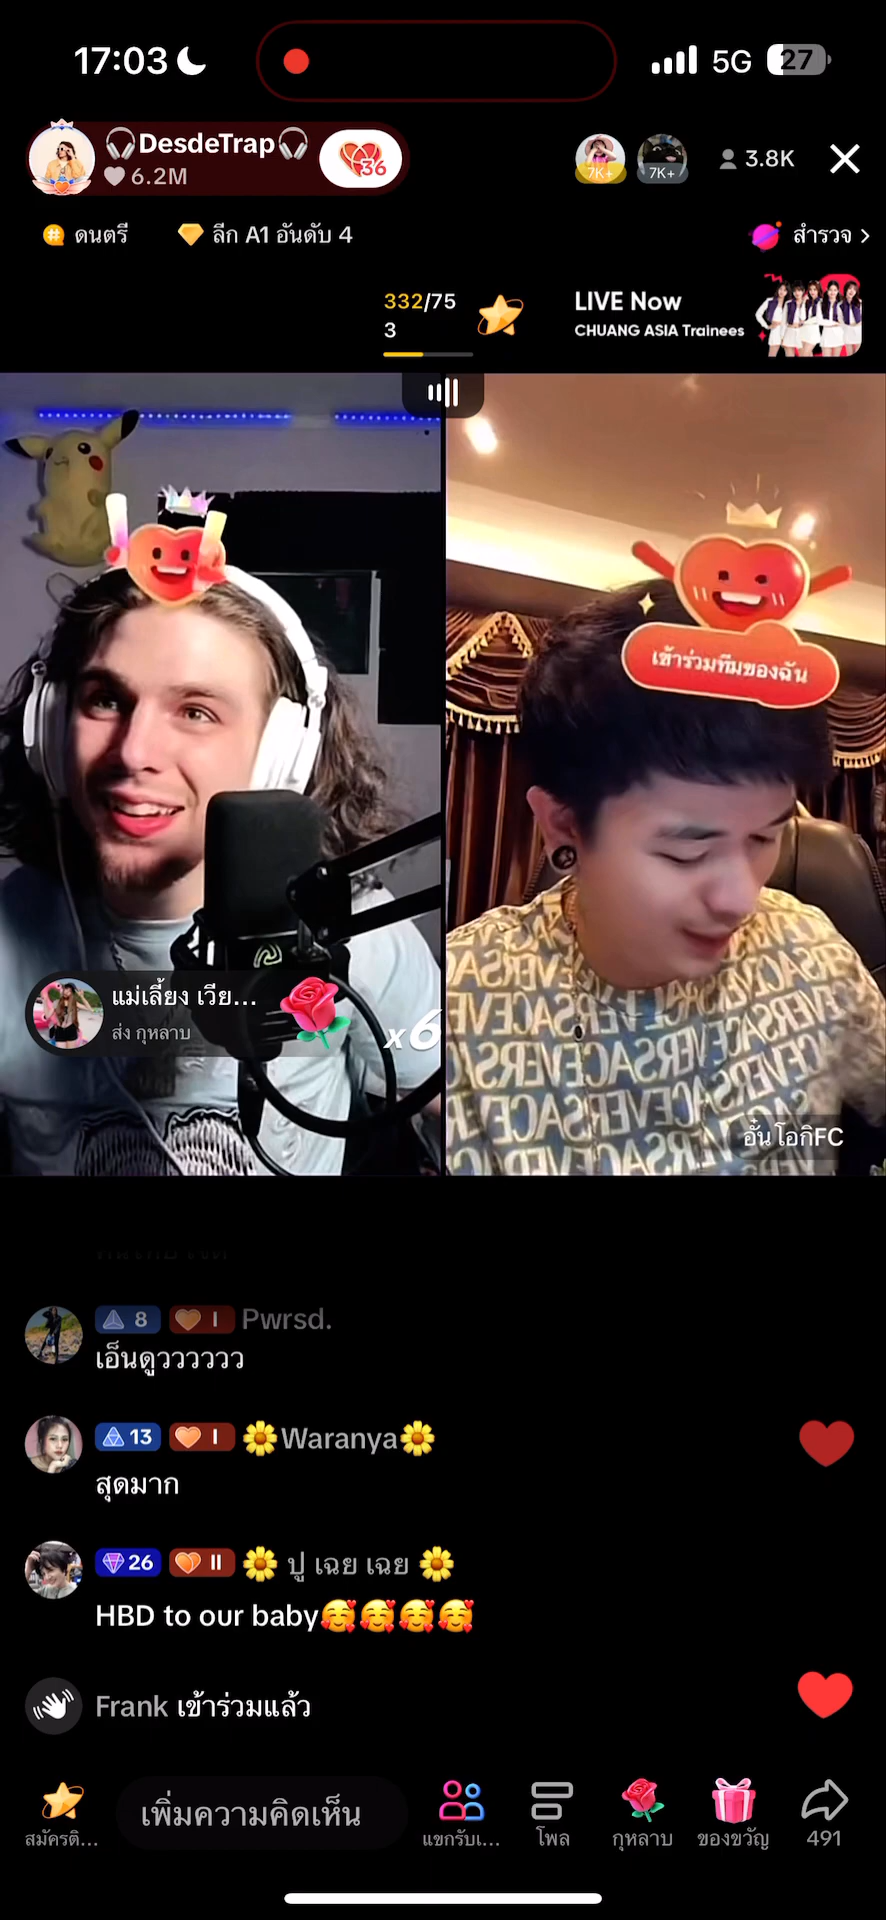 17:03
5G
27
DesdeTrap
6.2M
36
7K+
7K+
3.8K
ดนตรี
ลีก A1 อันดับ 4
สำรวจ
332/75
3
LIVE Now
CHUANG ASIA Trainees
เข้าร่วมทีมของฉัน
แม่เลี้ยง เวีย...
ส่ง กุหลาบ
x6
อั๋น โอกิFC
8 I Pwrsd.
เอ็นดูวววววว
13 I Waranya
สุดมาก
26 II ปู เฉย เฉย
HBD to our baby🥰🥰🥰🥰
Frank เข้าร่วมแล้ว
สมัครติ...
เพิ่มความคิดเห็น
แขกรับเ...
โพล
กุหลาบ
ของขวัญ
491